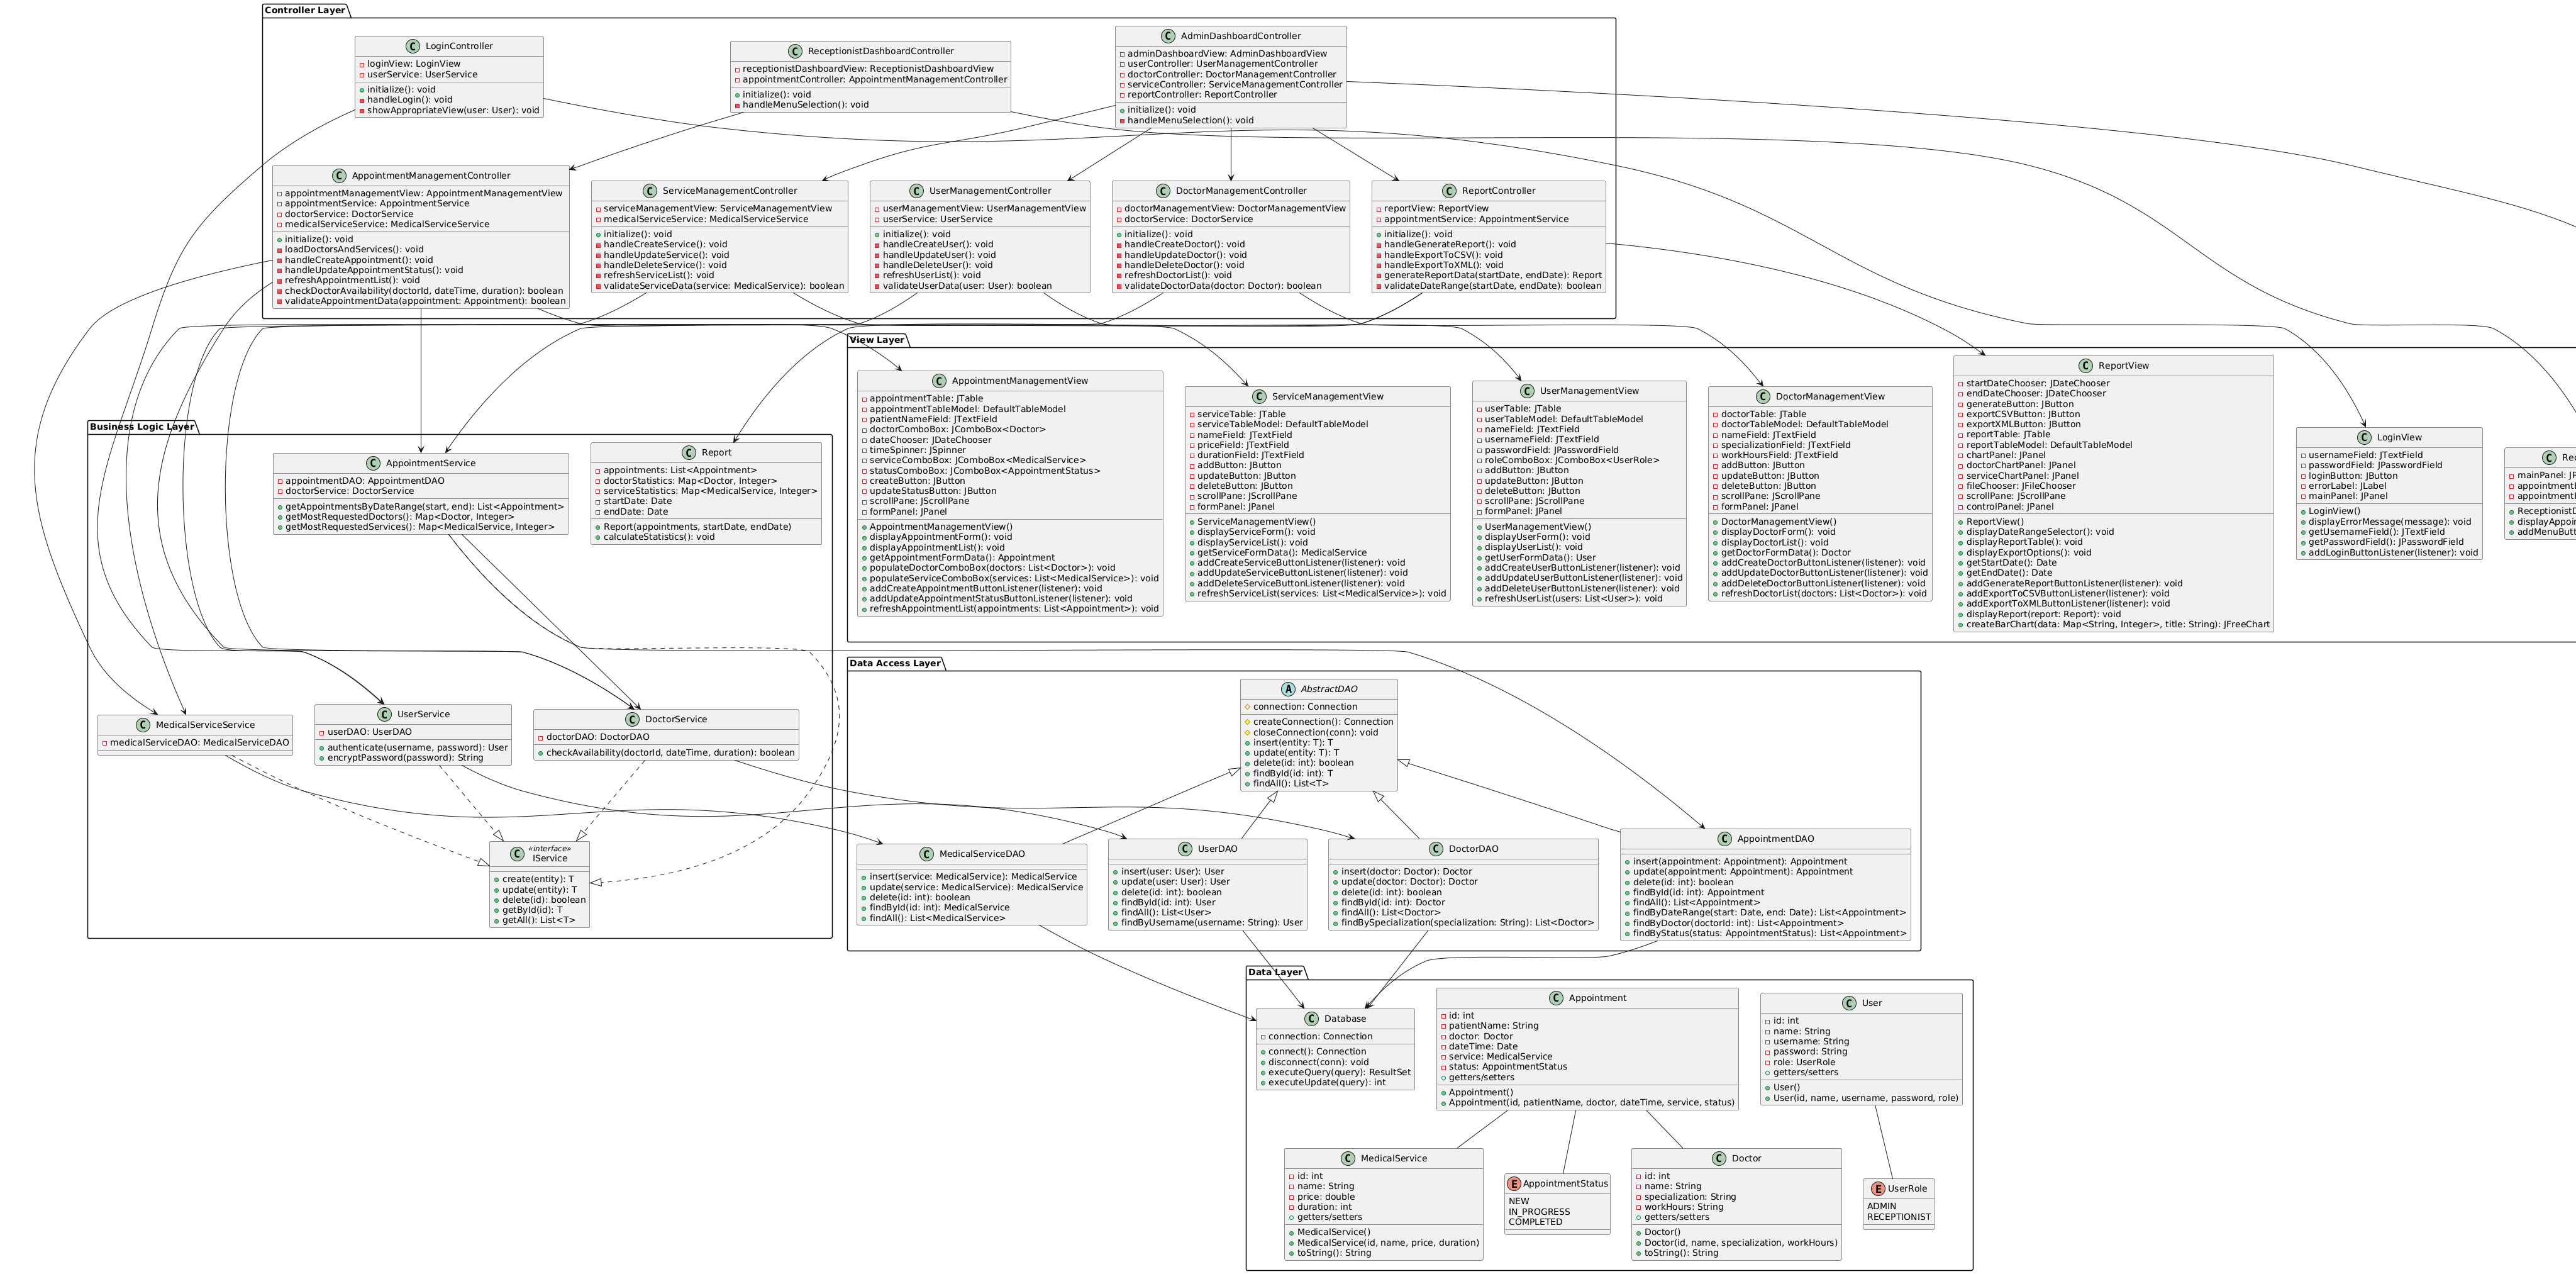 Controller Layer
LoginController
loginView: LoginView
userService: UserService
initialize(): void
handleLogin(): void
showAppropriateView(user: User): void
ReceptionistDashboardController
receptionistDashboardView: ReceptionistDashboardView
appointmentController: AppointmentManagementController
initialize(): void
handleMenuSelection(): void
AdminDashboardController
adminDashboardView: AdminDashboardView
userController: UserManagementController
doctorController: DoctorManagementController
serviceController: ServiceManagementController
reportController: ReportController
initialize(): void
handleMenuSelection(): void
AppointmentManagementController
appointmentManagementView: AppointmentManagementView
appointmentService: AppointmentService
doctorService: DoctorService
medicalServiceService: MedicalServiceService
initialize(): void
loadDoctorsAndServices(): void
handleCreateAppointment(): void
handleUpdateAppointmentStatus(): void
refreshAppointmentList(): void
checkDoctorAvailability(doctorId, dateTime, duration): boolean
validateAppointmentData(appointment: Appointment): boolean
ServiceManagementController
serviceManagementView: ServiceManagementView
medicalServiceService: MedicalServiceService
initialize(): void
handleCreateService(): void
handleUpdateService(): void
handleDeleteService(): void
refreshServiceList(): void
validateServiceData(service: MedicalService): boolean
UserManagementController
userManagementView: UserManagementView
userService: UserService
initialize(): void
handleCreateUser(): void
handleUpdateUser(): void
handleDeleteUser(): void
refreshUserList(): void
validateUserData(user: User): boolean
DoctorManagementController
doctorManagementView: DoctorManagementView
doctorService: DoctorService
initialize(): void
handleCreateDoctor(): void
handleUpdateDoctor(): void
handleDeleteDoctor(): void
refreshDoctorList(): void
validateDoctorData(doctor: Doctor): boolean
ReportController
reportView: ReportView
appointmentService: AppointmentService
initialize(): void
handleGenerateReport(): void
handleExportToCSV(): void
handleExportToXML(): void
generateReportData(startDate, endDate): Report
validateDateRange(startDate, endDate): boolean
View Layer
AppointmentManagementView
appointmentTable: JTable
appointmentTableModel: DefaultTableModel
patientNameField: JTextField
doctorComboBox: JComboBox<Doctor>
dateChooser: JDateChooser
timeSpinner: JSpinner
serviceComboBox: JComboBox<MedicalService>
statusComboBox: JComboBox<AppointmentStatus>
createButton: JButton
updateStatusButton: JButton
scrollPane: JScrollPane
formPanel: JPanel
AppointmentManagementView()
displayAppointmentForm(): void
displayAppointmentList(): void
getAppointmentFormData(): Appointment
populateDoctorComboBox(doctors: List<Doctor>): void
populateServiceComboBox(services: List<MedicalService>): void
addCreateAppointmentButtonListener(listener): void
addUpdateAppointmentStatusButtonListener(listener): void
refreshAppointmentList(appointments: List<Appointment>): void
ServiceManagementView
serviceTable: JTable
serviceTableModel: DefaultTableModel
nameField: JTextField
priceField: JTextField
durationField: JTextField
addButton: JButton
updateButton: JButton
deleteButton: JButton
scrollPane: JScrollPane
formPanel: JPanel
ServiceManagementView()
displayServiceForm(): void
displayServiceList(): void
getServiceFormData(): MedicalService
addCreateServiceButtonListener(listener): void
addUpdateServiceButtonListener(listener): void
addDeleteServiceButtonListener(listener): void
refreshServiceList(services: List<MedicalService>): void
UserManagementView
userTable: JTable
userTableModel: DefaultTableModel
nameField: JTextField
usernameField: JTextField
passwordField: JPasswordField
roleComboBox: JComboBox<UserRole>
addButton: JButton
updateButton: JButton
deleteButton: JButton
scrollPane: JScrollPane
formPanel: JPanel
UserManagementView()
displayUserForm(): void
displayUserList(): void
getUserFormData(): User
addCreateUserButtonListener(listener): void
addUpdateUserButtonListener(listener): void
addDeleteUserButtonListener(listener): void
refreshUserList(users: List<User>): void
DoctorManagementView
doctorTable: JTable
doctorTableModel: DefaultTableModel
nameField: JTextField
specializationField: JTextField
workHoursField: JTextField
addButton: JButton
updateButton: JButton
deleteButton: JButton
scrollPane: JScrollPane
formPanel: JPanel
DoctorManagementView()
displayDoctorForm(): void
displayDoctorList(): void
getDoctorFormData: Doctor
addCreateDoctorButtonListener(listener): void
addUpdateDoctorButtonListener(listener): void
addDeleteDoctorButtonListener(listener): void
refreshDoctorList(doctors: List<Doctor>): void
ReportView
startDateChooser: JDateChooser
endDateChooser: JDateChooser
generateButton: JButton
exportCSVButton: JButton
exportXMLButton: JButton
reportTable: JTable
reportTableModel: DefaultTableModel
chartPanel: JPanel
doctorChartPanel: JPanel
serviceChartPanel: JPanel
fileChooser: JFileChooser
scrollPane: JScrollPane
controlPanel: JPanel
ReportView()
displayDateRangeSelector(): void
displayReportTable(): void
displayExportOptions(): void
getStartDate(): Date
getEndDate(): Date
addGenerateReportButtonListener(listener): void
addExportToCSVButtonListener(listener): void
addExportToXMLButtonListener(listener): void
displayReport(report: Report): void
createBarChart(data: Map<String, Integer>, title: String): JFreeChart
LoginView
usernameField: JTextField
passwordField: JPasswordField
loginButton: JButton
errorLabel: JLabel
mainPanel: JPanel
LoginView()
displayErrorMessage(message): void
getUsernameField(): JTextField
getPasswordField(): JPasswordField
addLoginButtonListener(listener): void
Business Logic Layer
AppointmentService
appointmentDAO: AppointmentDAO
doctorService: DoctorService
getAppointmentsByDateRange(start, end): List<Appointment>
getMostRequestedDoctors(): Map<Doctor, Integer>
getMostRequestedServices(): Map<MedicalService, Integer>
Report
appointments: List<Appointment>
doctorStatistics: Map<Doctor, Integer>
serviceStatistics: Map<MedicalService, Integer>
startDate: Date
endDate: Date
Report(appointments, startDate, endDate)
calculateStatistics(): void
MedicalServiceService
medicalServiceDAO: MedicalServiceDAO
UserService
userDAO: UserDAO
authenticate(username, password): User
encryptPassword(password): String
DoctorService
doctorDAO: DoctorDAO
checkAvailability(doctorId, dateTime, duration): boolean
«interface»
IService
create(entity): T
update(entity): T
delete(id): boolean
getById(id): T
getAll(): List<T>
Data Access Layer
AbstractDAO
connection: Connection
createConnection(): Connection
closeConnection(conn): void
insert(entity: T): T
update(entity: T): T
delete(id: int): boolean
findById(id: int): T
findAll(): List<T>
MedicalServiceDAO
insert(service: MedicalService): MedicalService
update(service: MedicalService): MedicalService
delete(id: int): boolean
findById(id: int): MedicalService
findAll(): List<MedicalService>
UserDAO
insert(user: User): User
update(user: User): User
delete(id: int): boolean
findById(id: int): User
findAll(): List<User>
findByUsername(username: String): User
DoctorDAO
insert(doctor: Doctor): Doctor
update(doctor: Doctor): Doctor
delete(id: int): boolean
findById(id: int): Doctor
findAll(): List<Doctor>
findBySpecialization(specialization: String): List<Doctor>
AppointmentDAO
insert(appointment: Appointment): Appointment
update(appointment: Appointment): Appointment
delete(id: int): boolean
findById(id: int): Appointment
findAll(): List<Appointment>
findByDateRange(start: Date, end: Date): List<Appointment>
findByDoctor(doctorId: int): List<Appointment>
findByStatus(status: AppointmentStatus): List<Appointment>
Data Layer
Database
connection: Connection
connect(): Connection
disconnect(conn): void
executeQuery(query): ResultSet
executeUpdate(query): int
Appointment
id: int
patientName: String
doctor: Doctor
dateTime: Date
service: MedicalService
status: AppointmentStatus
getters/setters
Appointment()
Appointment(id, patientName, doctor, dateTime, service, status)
User
id: int
name: String
username: String
password: String
role: UserRole
getters/setters
User()
User(id, name, username, password, role)
MedicalService
id: int
name: String
price: double
duration: int
getters/setters
MedicalService()
MedicalService(id, name, price, duration)
toString(): String
AppointmentStatus
NEW
IN_PROGRESS
COMPLETED
Doctor
id: int
name: String
specialization: String
workHours: String
getters/setters
Doctor()
Doctor(id, name, specialization, workHours)
toString(): String
UserRole
ADMIN
RECEPTIONIST